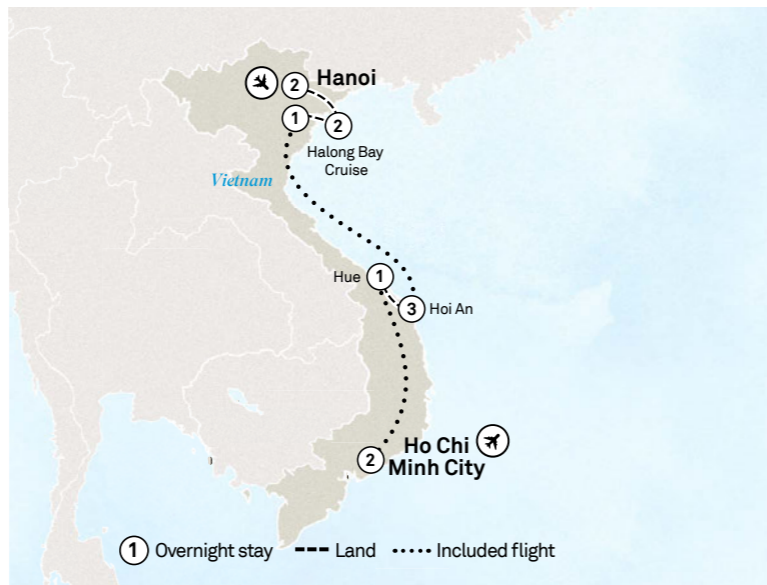 2 Hanoi
1
2
Halong Bay
Cruise
Vietnam
Hue 1
3 Hoi An
Ho Chi
Minh City
2
1 Overnight stay Land Included flight